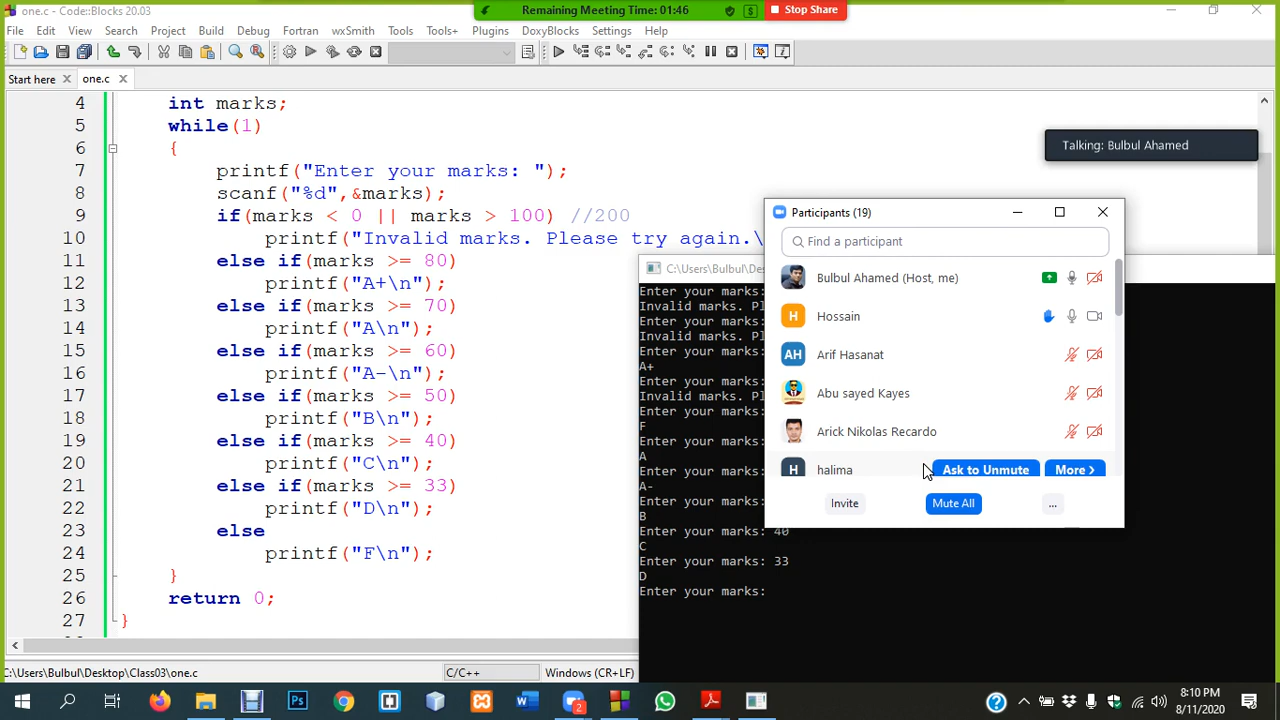 one.c - Code::Blocks 20.03
Remaining Meeting Time: 01:46
Stop Share
File Edit View Search Project Build Debug Fortran wxSmith Tools Tools+ Plugins DoxyBlocks Settings Help
Start here
one.c
Talking: Bulbul Ahamed
4 int marks;
5 while(1)
6 {
7 printf("Enter your marks: ");
8 scanf("%d",&marks);
9 if(marks < 0 || marks > 100) //200
10 printf("Invalid marks. Please try again.\
11 else if(marks >= 80)
12 printf("A+\n");
13 else if(marks >= 70)
14 printf("A\n");
15 else if(marks >= 60)
16 printf("A-\n");
17 else if(marks >= 50)
18 printf("B\n");
19 else if(marks >= 40)
20 printf("C\n");
21 else if(marks >= 33)
22 printf("D\n");
23 else
24 printf("F\n");
25 }
26 return 0;
27 }
C:\Users\Bulbul\De
Enter your marks:
Invalid marks. Pl
Enter your marks:
Invalid marks. Pl
Enter your marks:
A+
Enter your marks:
Invalid marks. Pl
Enter your marks:
F
Enter your marks:
A
Enter your marks:
A-
Enter your marks:
B
Enter your marks: 40
C
Enter your marks: 33
D
Enter your marks:
Participants (19)
Find a participant
Bulbul Ahamed (Host, me)
H Hossain
AH Arif Hasanat
Abu sayed Kayes
Arick Nikolas Recardo
H halima Ask to Unmute More >
Invite Mute All ...
C:\Users\Bulbul\Desktop\Class03\one.c C/C++ Windows (CR+LF)
Ps
2
8:10 PM
8/11/2020